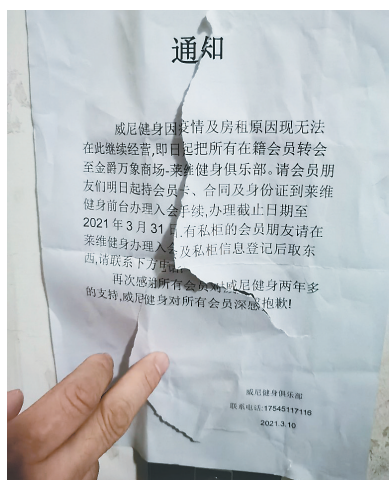 通知
威尼健身因疫情及房租原因现无法
在此继续经营,即日起把所有在籍会员转会
至金爵万象商场-莱维健身俱乐部。请会员朋
友们明日起持会员卡、合同及身份证到莱维
健身前台办理入会手续,办理截止日期至
2021年3月31日.有私柜的会员朋友请在
莱维健身办理入会及私柜信息登记后取东
西,请联系下方电话
再次感谢所有会员对威尼健身两年多
的支持,威尼健身对所有会员深感抱歉!
威尼健身俱乐部
联系电话:17545117116
2021.3.10